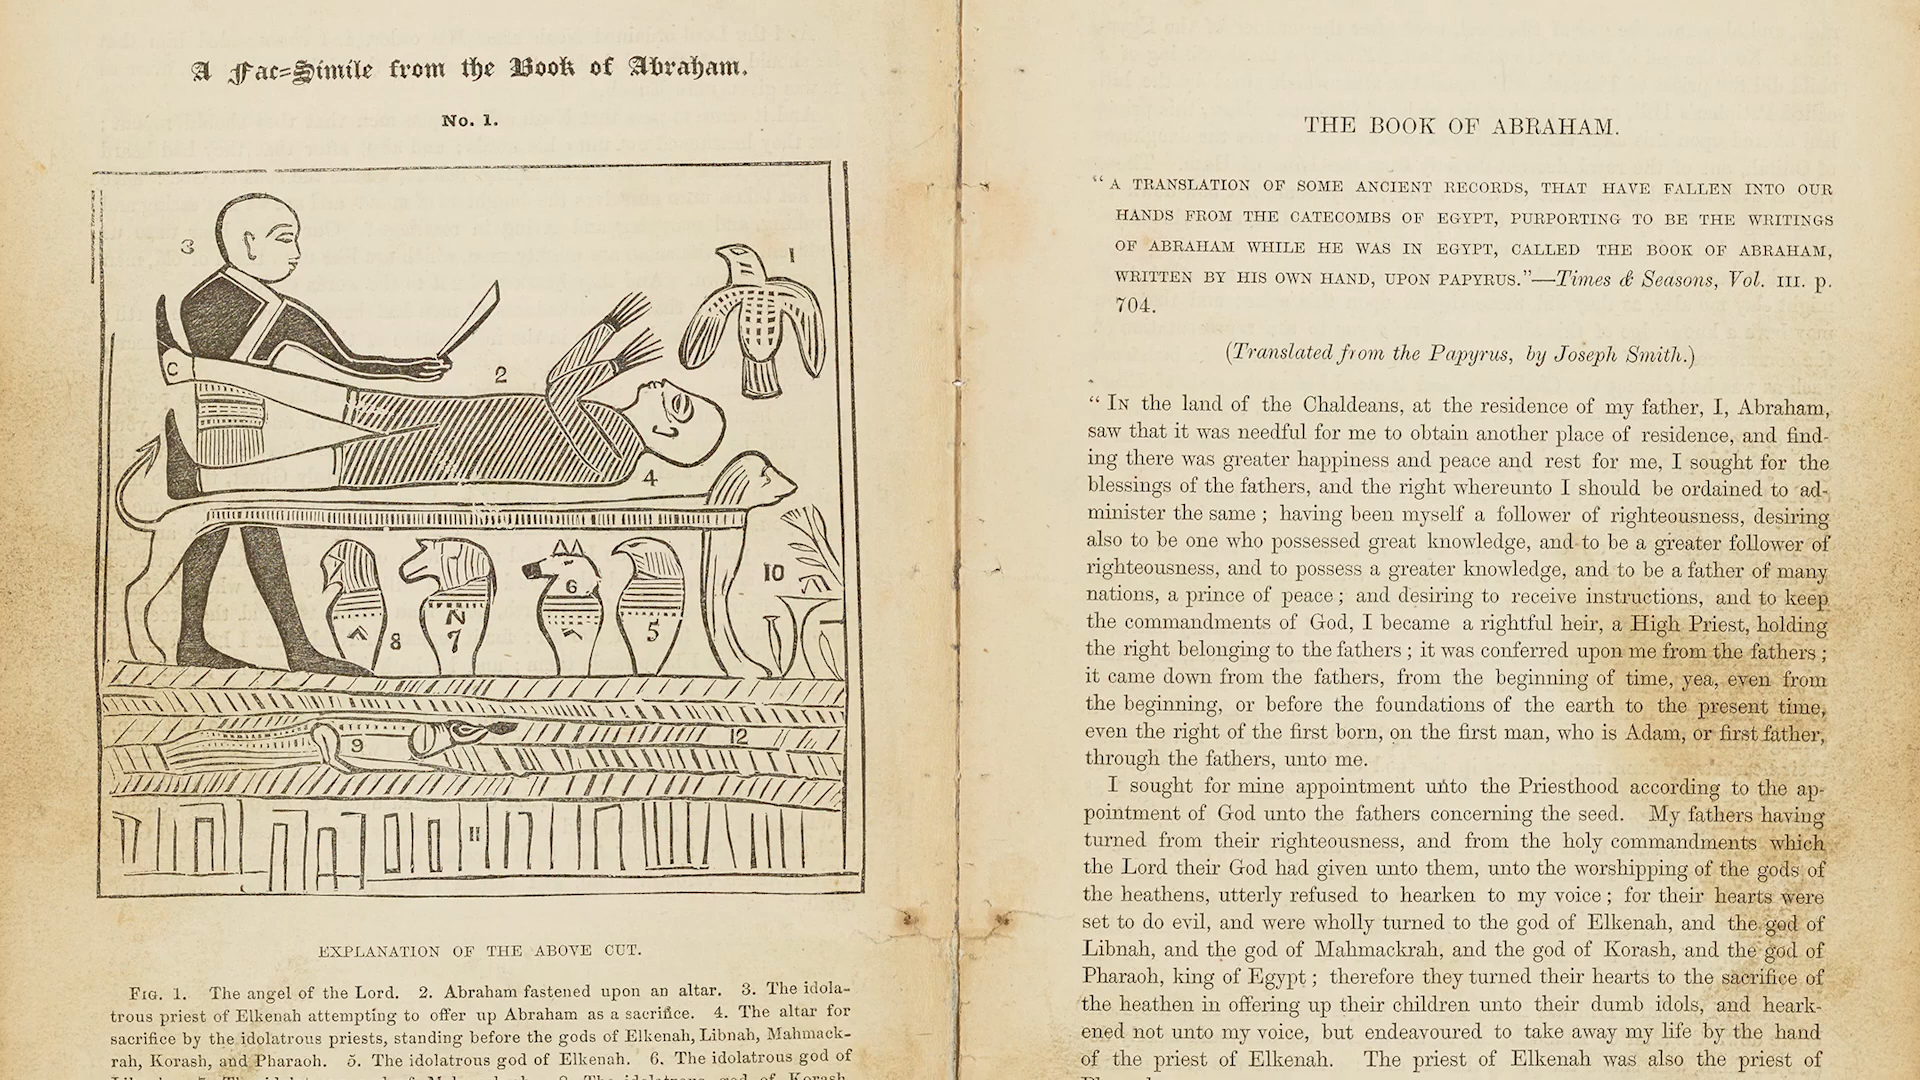 A Fac=Simile from the Book of Abraham.
No. 1.
3
1
C
2
4
10
6
N
7
8
5
9
12
11
EXPLANATION OF THE ABOVE CUT.
FIG. 1. The angel of the Lord. 2. Abraham fastened upon an altar. 3. The idola-
trous priest of Elkenah attempting to offer up Abraham as a sacrifice. 4. The altar for
sacrifice by the idolatrous priests, standing before the gods of Elkenah, Libnah, Mahmack-
rah, Korash, and Pharaoh. 5. The idolatrous god of Elkenah. 6. The idolatrous god of
THE BOOK OF ABRAHAM.
"A TRANSLATION OF SOME ANCIENT RECORDS, THAT HAVE FALLEN INTO OUR
HANDS FROM THE CATECOMBS OF EGYPT, PURPORTING TO BE THE WRITINGS
OF ABRAHAM WHILE HE WAS IN EGYPT, CALLED THE BOOK OF ABRAHAM,
WRITTEN BY HIS OWN HAND, UPON PAPYRUS."—Times & Seasons, Vol. III. p.
704.
(Translated from the Papyrus, by Joseph Smith.)
"IN the land of the Chaldeans, at the residence of my father, I, Abraham,
saw that it was needful for me to obtain another place of residence, and find-
ing there was greater happiness and peace and rest for me, I sought for the
blessings of the fathers, and the right whereunto I should be ordained to ad-
minister the same; having been myself a follower of righteousness, desiring
also to be one who possessed great knowledge, and to be a greater follower of
righteousness, and to possess a greater knowledge, and to be a father of many
nations, a prince of peace; and desiring to receive instructions, and to keep
the commandments of God, I became a rightful heir, a High Priest, holding
the right belonging to the fathers; it was conferred upon me from the fathers;
it came down from the fathers, from the beginning of time, yea, even from
the beginning, or before the foundations of the earth to the present time,
even the right of the first born, on the first man, who is Adam, or first father,
through the fathers, unto me.
I sought for mine appointment unto the Priesthood according to the ap-
pointment of God unto the fathers concerning the seed. My fathers having
turned from their righteousness, and from the holy commandments which
the Lord their God had given unto them, unto the worshipping of the gods of
the heathens, utterly refused to hearken to my voice; for their hearts were
set to do evil, and were wholly turned to the god of Elkenah, and the god of
Libnah, and the god of Mahmackrah, and the god of Korash, and the god of
Pharaoh, king of Egypt; therefore they turned their hearts to the sacrifice of
the heathen in offering up their children unto their dumb idols, and heark-
ened not unto my voice, but endeavoured to take away my life by the hand
of the priest of Elkenah. The priest of Elkenah was also the priest of